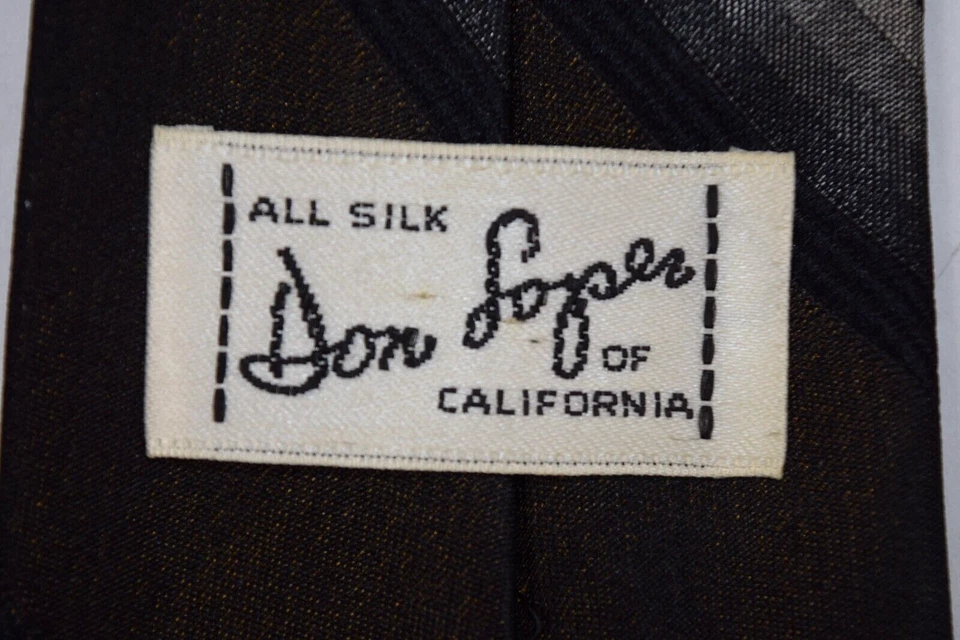 ALL SILK
Don Loper
OF
CALIFORNIA